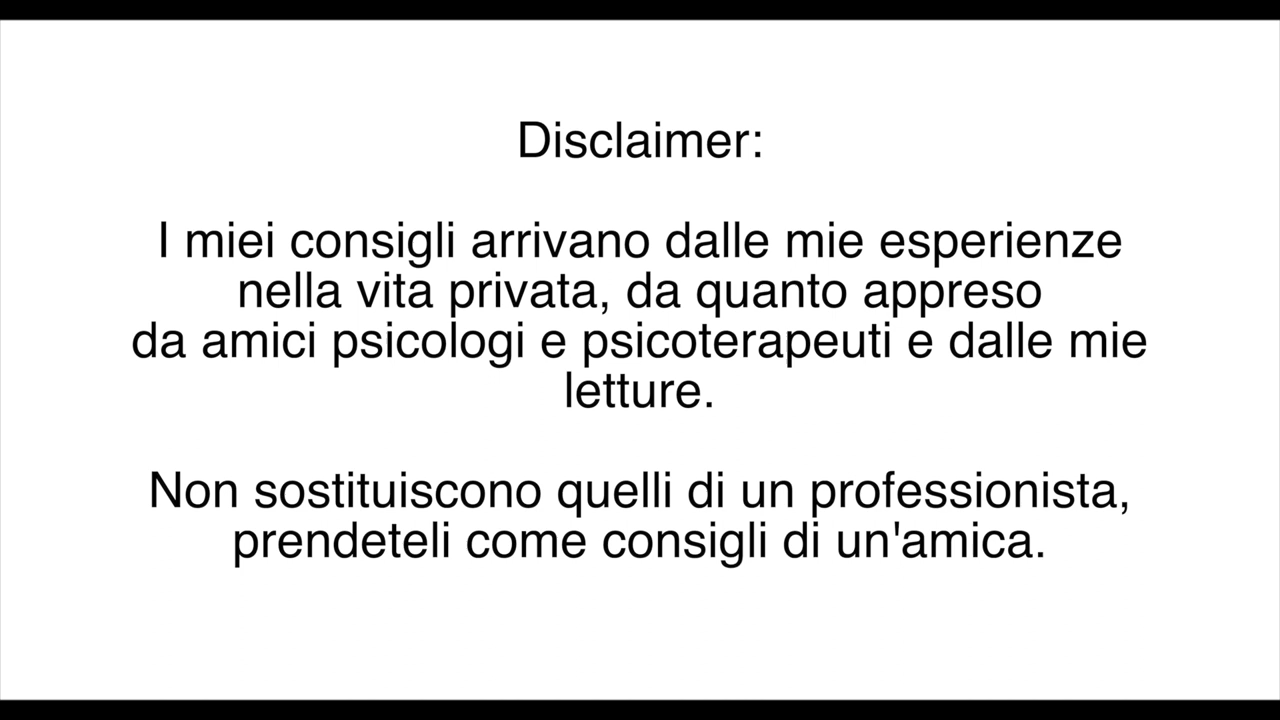 Disclaimer:
I miei consigli arrivano dalle mie esperienze
nella vita privata, da quanto appreso
da amici psicologi e psicoterapeuti e dalle mie
letture.
Non sostituiscono quelli di un professionista,
prendeteli come consigli di un'amica.